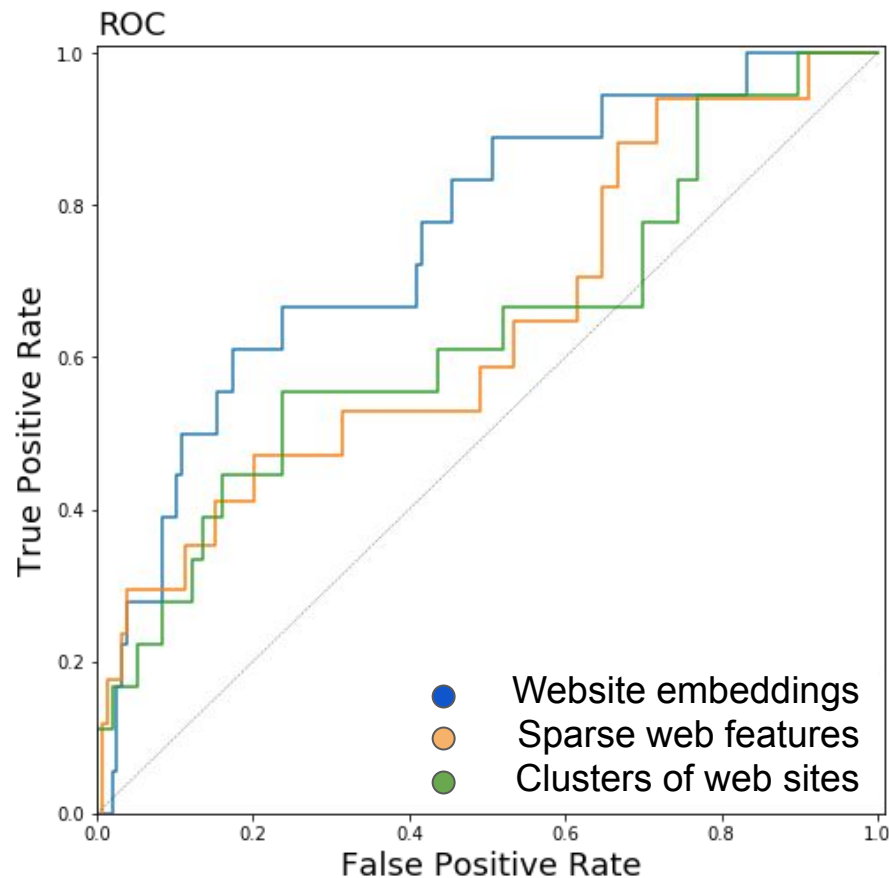 ROC
1.0
0.8
0.6
0.4
0.2
0.0
True Positive Rate
Website embeddings
Sparse web features
Clusters of web sites
0.0 0.2 0.4 0.6 0.8 1.0
False Positive Rate